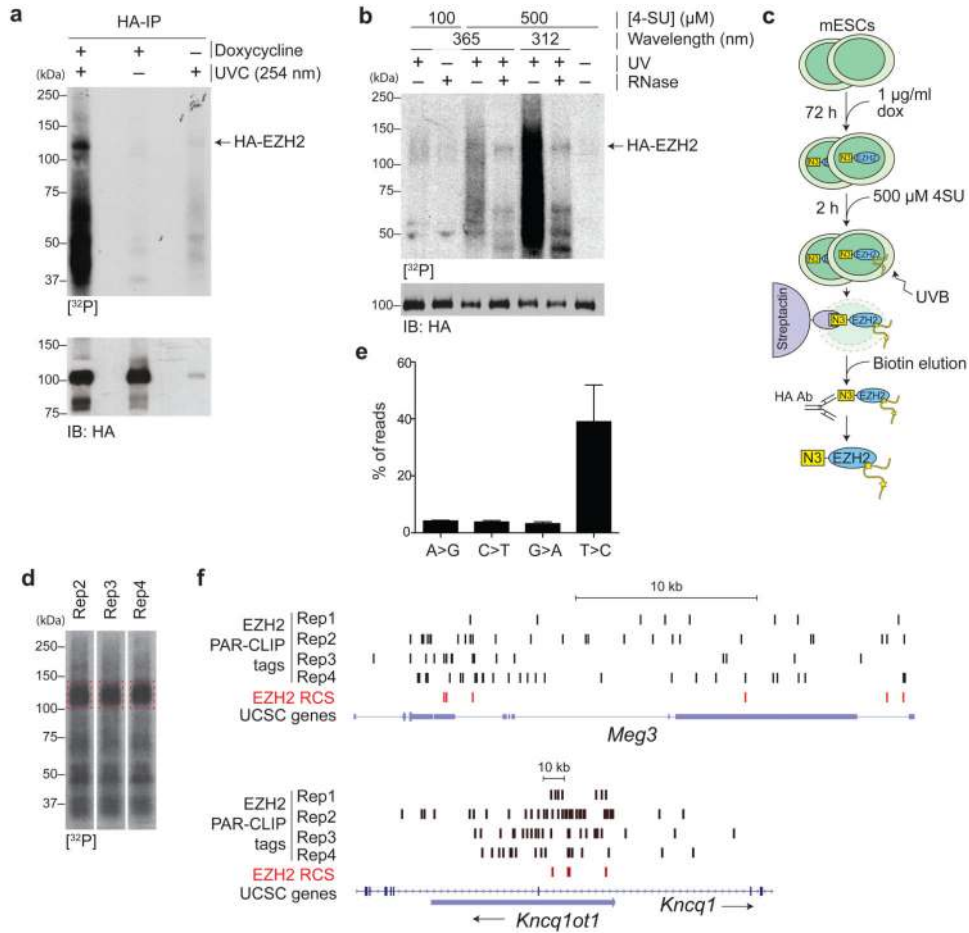 a
HA-IP
+ + – Doxycycline
+ – + UVC (254 nm)
(kDa)
250
150
100
75
50
37
HA-EZH2
[32P]
100
75
IB: HA
b
100 500 [4-SU] (µM)
365 312 Wavelength (nm)
+ + + + + + – UV
– + – + – + – RNase
(kDa)
250
150
100
75
50
HA-EZH2
[32P]
100
IB: HA
c
mESCs
72 h
1 µg/ml
dox
N3 EZH2
2 h
500 µM 4SU
N3 N3 EZH2
UVB
Streptactin
N3 EZH2
Biotin elution
HA Ab
N3 EZH2
N3 EZH2
e
% of reads
60
40
20
0
A>G C>T G>A T>C
d
Rep2 Rep3 Rep4
(kDa)
250
150
100
75
50
37
[32P]
f
10 kb
EZH2
PAR-CLIP
tags
Rep1
Rep2
Rep3
Rep4
EZH2 RCS
UCSC genes
Meg3
10 kb
EZH2
PAR-CLIP
tags
Rep1
Rep2
Rep3
Rep4
EZH2 RCS
UCSC genes
Kncq1ot1
Kncq1